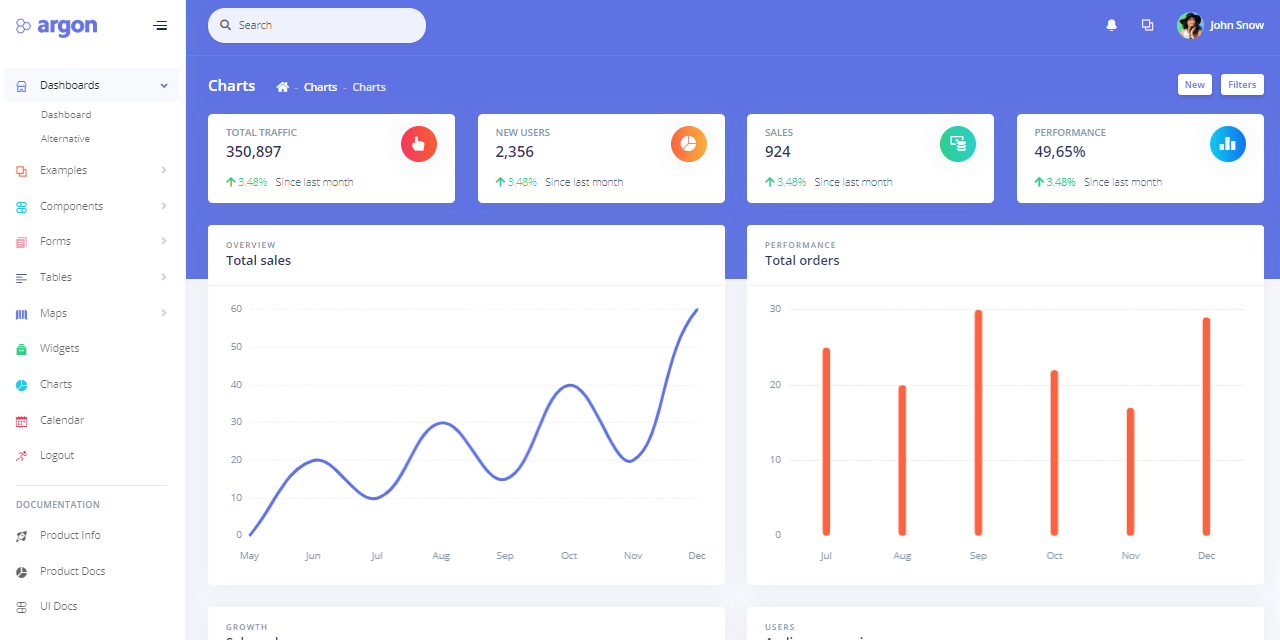 argon
Search
John Snow
Dashboards
Dashboard
Alternative
Examples
Components
Forms
Tables
Maps
Widgets
Charts
Calendar
Logout
DOCUMENTATION
Product Info
Product Docs
UI Docs
Charts - Charts - Charts
New Filters
TOTAL TRAFFIC
350,897
3.48% Since last month
NEW USERS
2,356
3.48% Since last month
SALES
924
3.48% Since last month
PERFORMANCE
49,65%
3.48% Since last month
OVERVIEW
Total sales
60
50
40
30
20
10
0
May Jun Jul Aug Sep Oct Nov Dec
PERFORMANCE
Total orders
30
20
10
0
Jul Aug Sep Oct Nov Dec
GROWTH
USERS